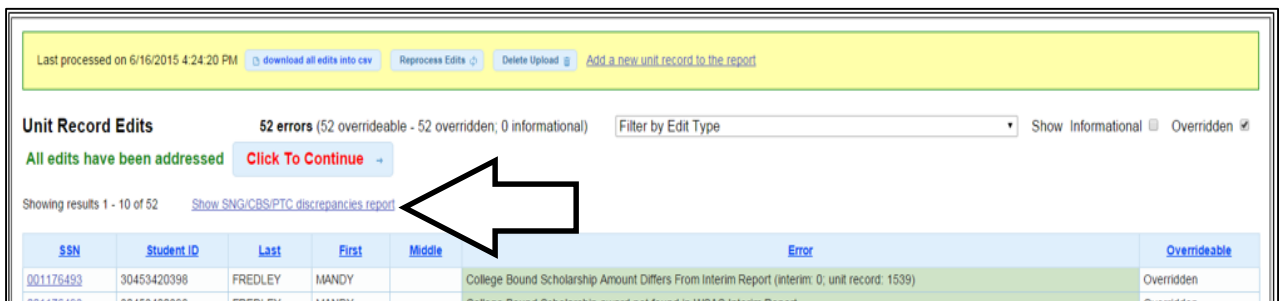 Last processed on 6/16/2015 4:24:20 PM download all edits into csv Reprocess Edits Delete Upload Add a new unit record to the report
Unit Record Edits 52 errors (52 overrideable - 52 overridden; 0 informational) Filter by Edit Type Show Informational Overridden
All edits have been addressed Click To Continue →
Showing results 1 - 10 of 52 Show SNG/CBS/PTC discrepancies report
SSN Student ID Last First Middle Error Overrideable
001176493 30453420398 FREDLEY MANDY College Bound Scholarship Amount Differs From Interim Report (interim: 0; unit record: 1539) Overridden